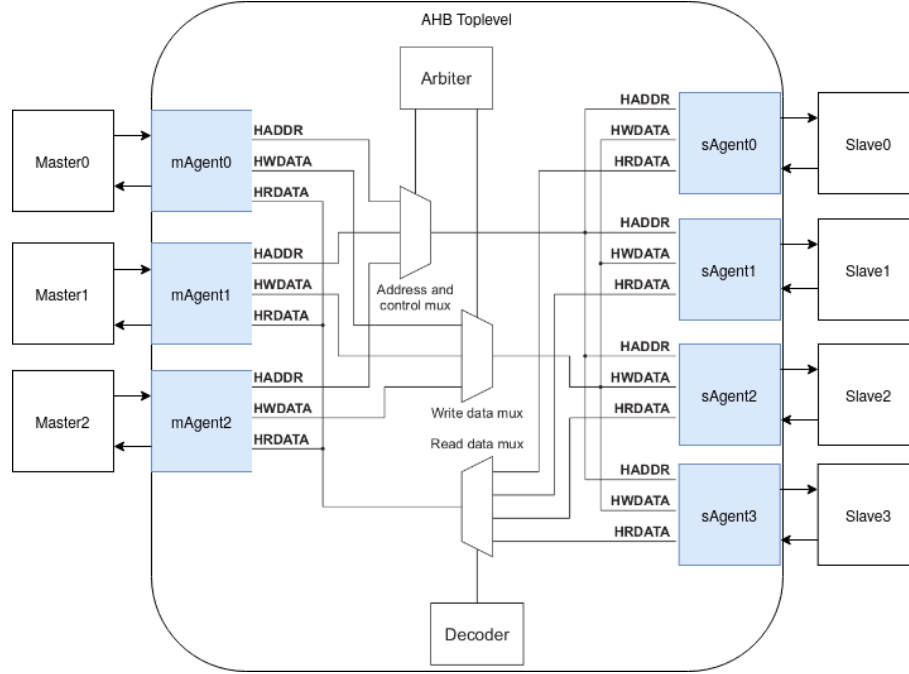 AHB Toplevel
Arbiter
Master0
mAgent0
HADDR
HWDATA
HRDATA
Master1
mAgent1
HADDR
HWDATA
HRDATA
Master2
mAgent2
HADDR
HWDATA
HRDATA
Address and
control mux
Write data mux
Read data mux
Decoder
HADDR
HWDATA
HRDATA
sAgent0
Slave0
HADDR
HWDATA
HRDATA
sAgent1
Slave1
HADDR
HWDATA
HRDATA
sAgent2
Slave2
HADDR
HWDATA
HRDATA
sAgent3
Slave3